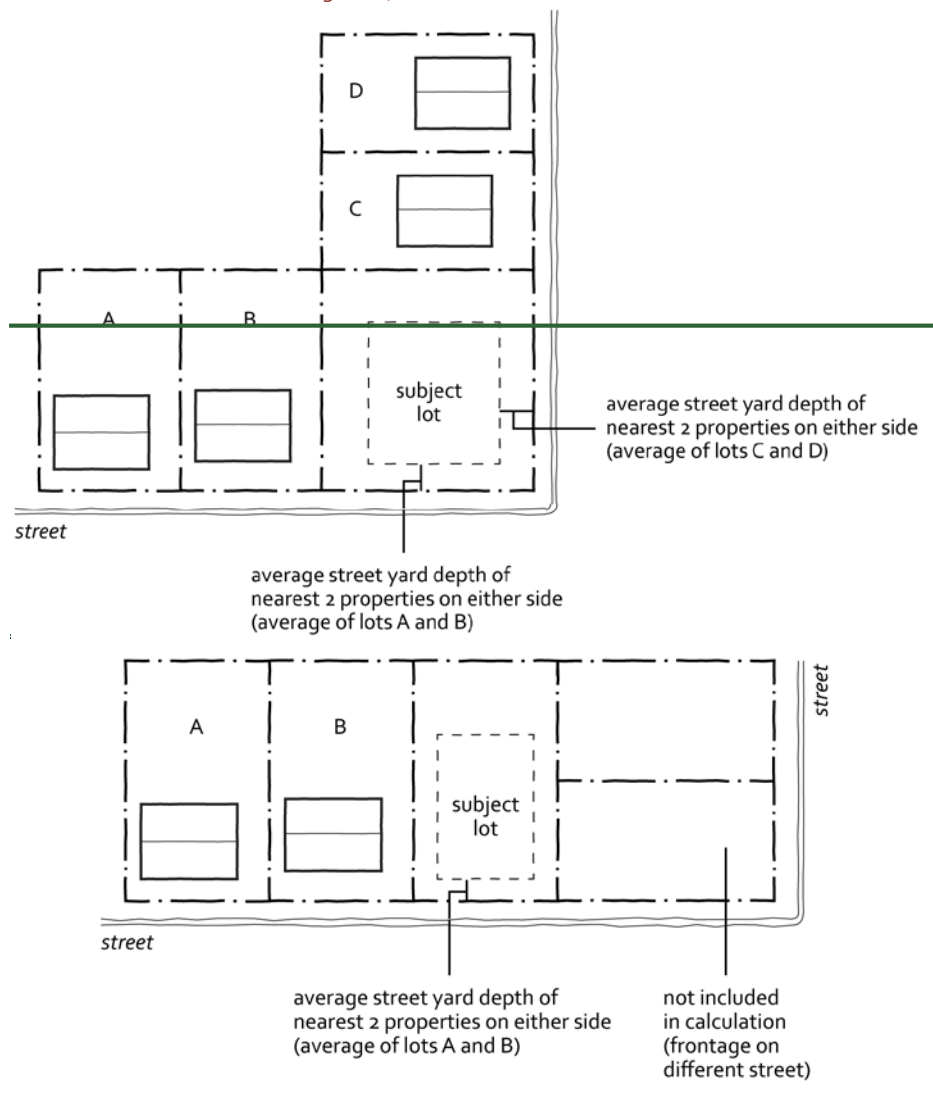 D
C
A
B
subject
lot
average street yard depth of
nearest 2 properties on either side
(average of lots C and D)
street
average street yard depth of
nearest 2 properties on either side
(average of lots A and B)
street
A
B
subject
lot
street
average street yard depth of
nearest 2 properties on either side
(average of lots A and B)
not included
in calculation
(frontage on
different street)